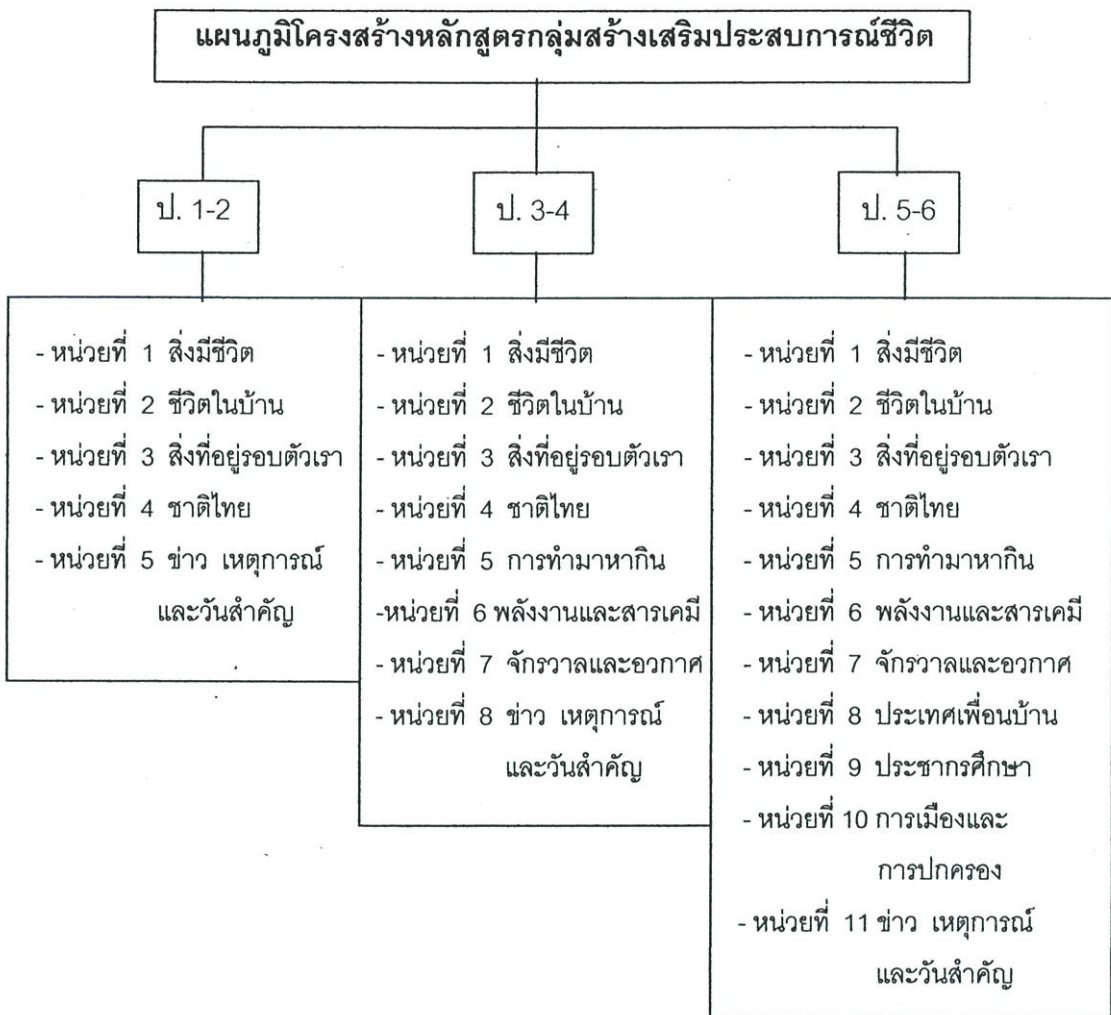 แผนภูมิโครงสร้างหลักสูตรกลุ่มสร้างเสริมประสบการณ์ชีวิต
ป. 1-2
ป. 3-4
ป. 5-6
- หน่วยที่ 1 สิ่งมีชีวิต
- หน่วยที่ 2 ชีวิตในบ้าน
- หน่วยที่ 3 สิ่งที่อยู่รอบตัวเรา
- หน่วยที่ 4 ชาติไทย
- หน่วยที่ 5 ข่าว เหตุการณ์
และวันสำคัญ
- หน่วยที่ 1 สิ่งมีชีวิต
- หน่วยที่ 2 ชีวิตในบ้าน
- หน่วยที่ 3 สิ่งที่อยู่รอบตัวเรา
- หน่วยที่ 4 ชาติไทย
- หน่วยที่ 5 การทำมาหากิน
-หน่วยที่ 6 พลังงานและสารเคมี
- หน่วยที่ 7 จักรวาลและอวกาศ
- หน่วยที่ 8 ข่าว เหตุการณ์
และวันสำคัญ
- หน่วยที่ 1 สิ่งมีชีวิต
- หน่วยที่ 2 ชีวิตในบ้าน
- หน่วยที่ 3 สิ่งที่อยู่รอบตัวเรา
- หน่วยที่ 4 ชาติไทย
- หน่วยที่ 5 การทำมาหากิน
- หน่วยที่ 6 พลังงานและสารเคมี
- หน่วยที่ 7 จักรวาลและอวกาศ
- หน่วยที่ 8 ประเทศเพื่อนบ้าน
- หน่วยที่ 9 ประชากรศึกษา
- หน่วยที่ 10 การเมืองและ
การปกครอง
- หน่วยที่ 11 ข่าว เหตุการณ์
และวันสำคัญ